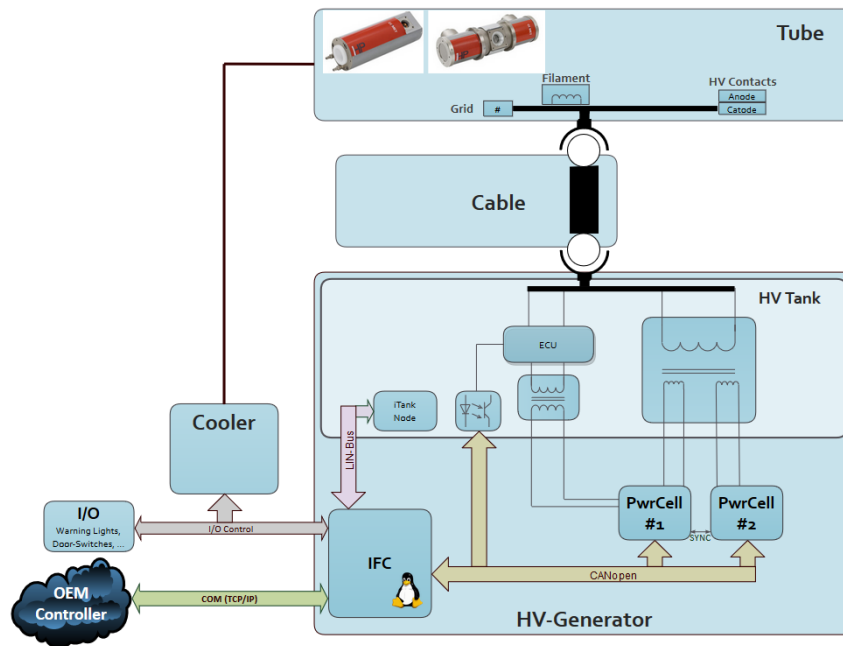 Tube
Filament
HV Contacts
Anode
Catode
Grid
#
Cable
HV Tank
ECU
iTank
Node
Cooler
LIN-Bus
PwrCell
#1
PwrCell
#2
SYNC
I/O
Warning Lights,
Door-Switches, ...
I/O Control
IFC
CANopen
OEM
Controller
COM (TCP/IP)
HV-Generator